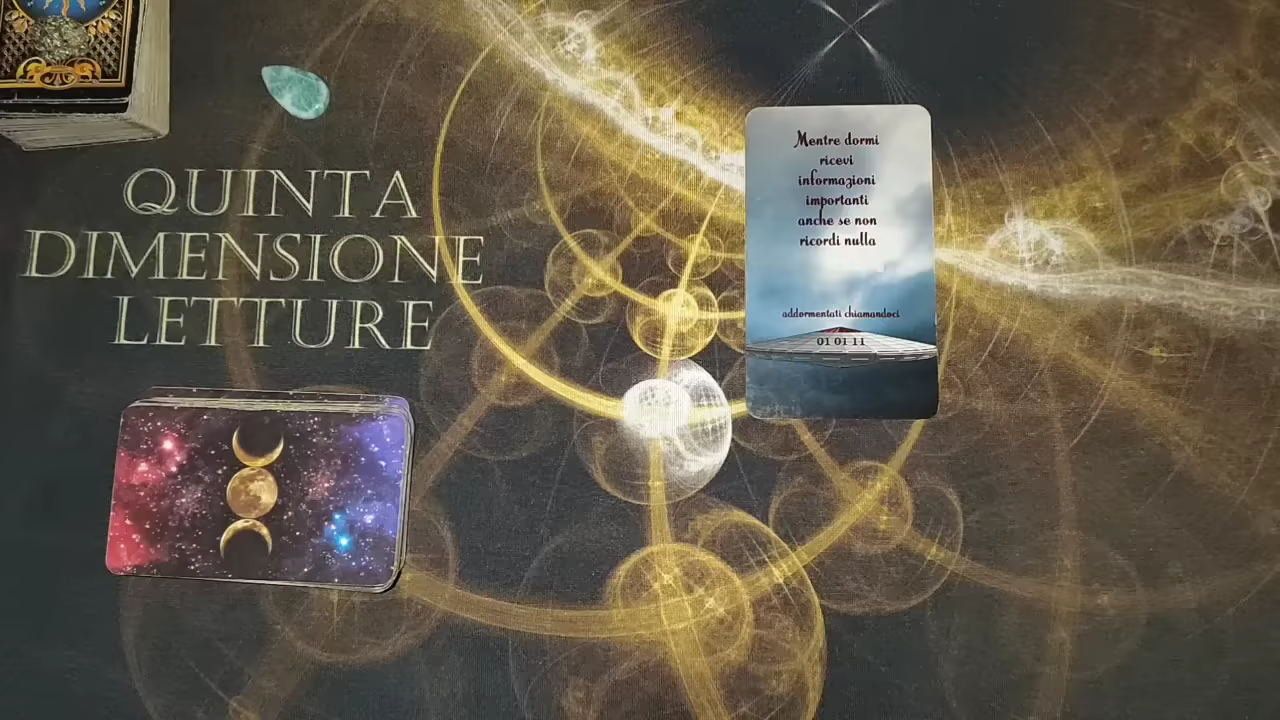 QUINTA
DIMENSIONE
LETTURE
Mentre dormi
ricevi
informazioni
importanti
anche se non
ricordi nulla
addormentati chiamandoci
01 01 11